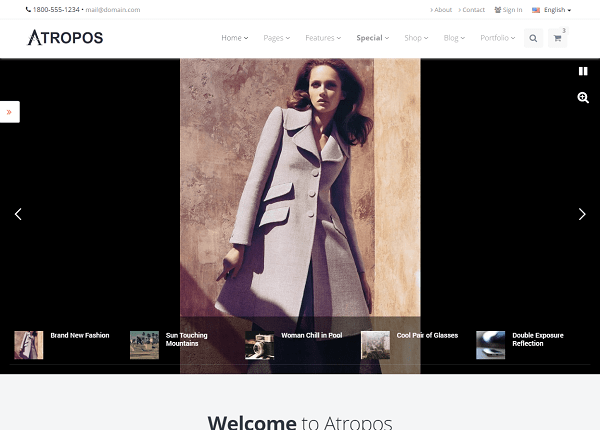 1800-555-1234 • mail@domain.com
About Contact Sign In English
ATROPOS
Home Pages Features Special Shop Blog Portfolio 3
Brand New Fashion
Sun Touching
Mountains
Woman Chill in Pool
Cool Pair of Glasses
Double Exposure
Reflection
Welcome to Atropos